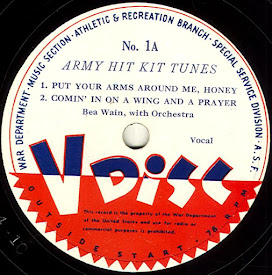 WAR DEPARTMENT - MUSIC SECTION - ATHLETIC & RECREATION BRANCH - SPECIAL SERVICE DIVISION - A.S.F.
No. 1A
ARMY HIT KIT TUNES
1. PUT YOUR ARMS AROUND ME, HONEY
2. COMIN' IN ON A WING AND A PRAYER
Bea Wain, with Orchestra
Vocal
V DISC
This record is the property of the War Department
of the United States and use for radio or
commercial purposes is prohibited.
OUTSIDE START - 78 RPM